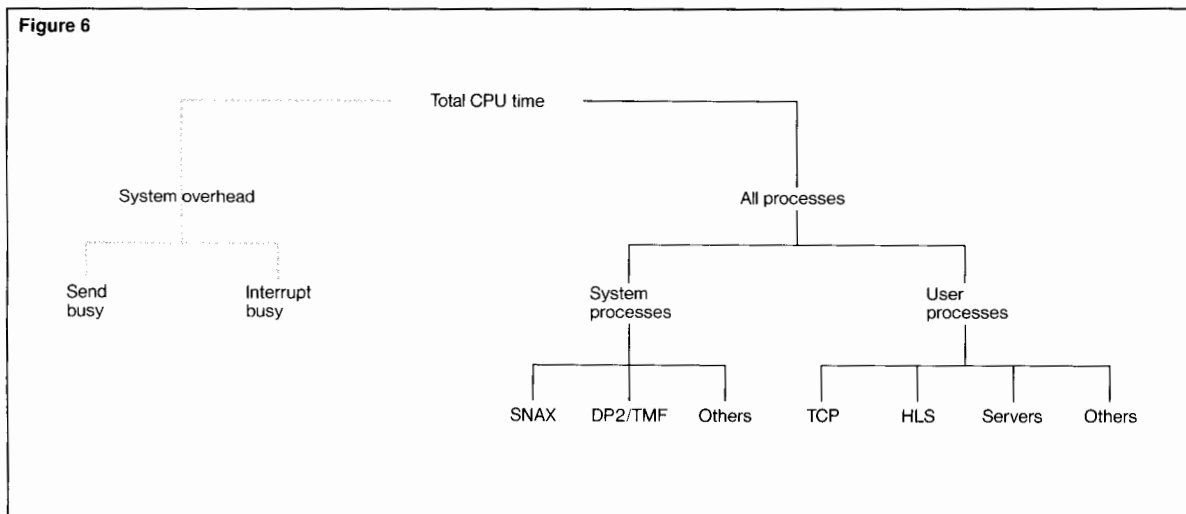 Figure 6
Total CPU time
System overhead
All processes
Send
busy
Interrupt
busy
System
processes
User
processes
SNAX
DP2/TMF
Others
TCP
HLS
Servers
Others